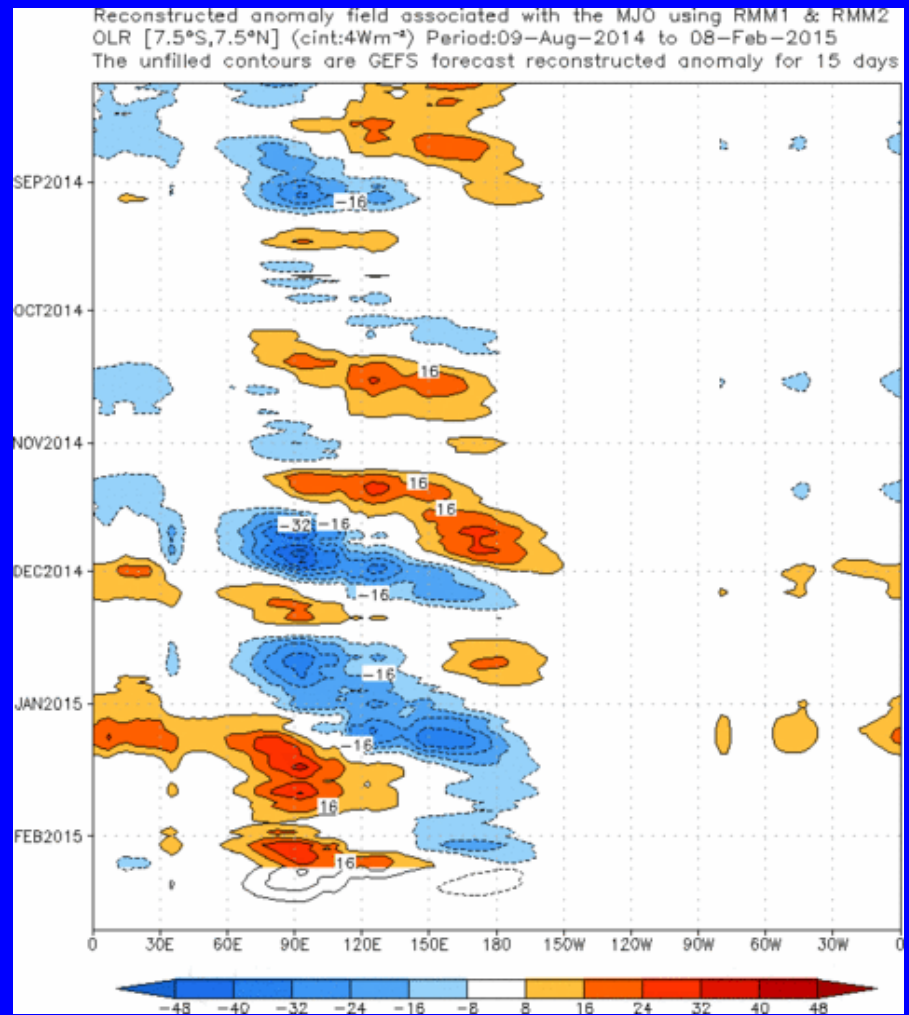 Reconstructed anomaly field associated with the MJO using RMM1 & RMM2
OLR [7.5°S,7.5°N] (cint:4Wm⁻²) Period:09-Aug-2014 to 08-Feb-2015
The unfilled contours are GEFS forecast reconstructed anomaly for 15 days
SEP2014
-16
OCT2014
16
NOV2014
16
16
-32 -16
DEC2014
-16
-16
JAN2015
-16
16
FEB2015
16
0 30E 60E 90E 120E 150E 180 150W 120W 90W 60W 30W 0
-48 -40 -32 -24 -16 -8 8 16 24 32 40 48